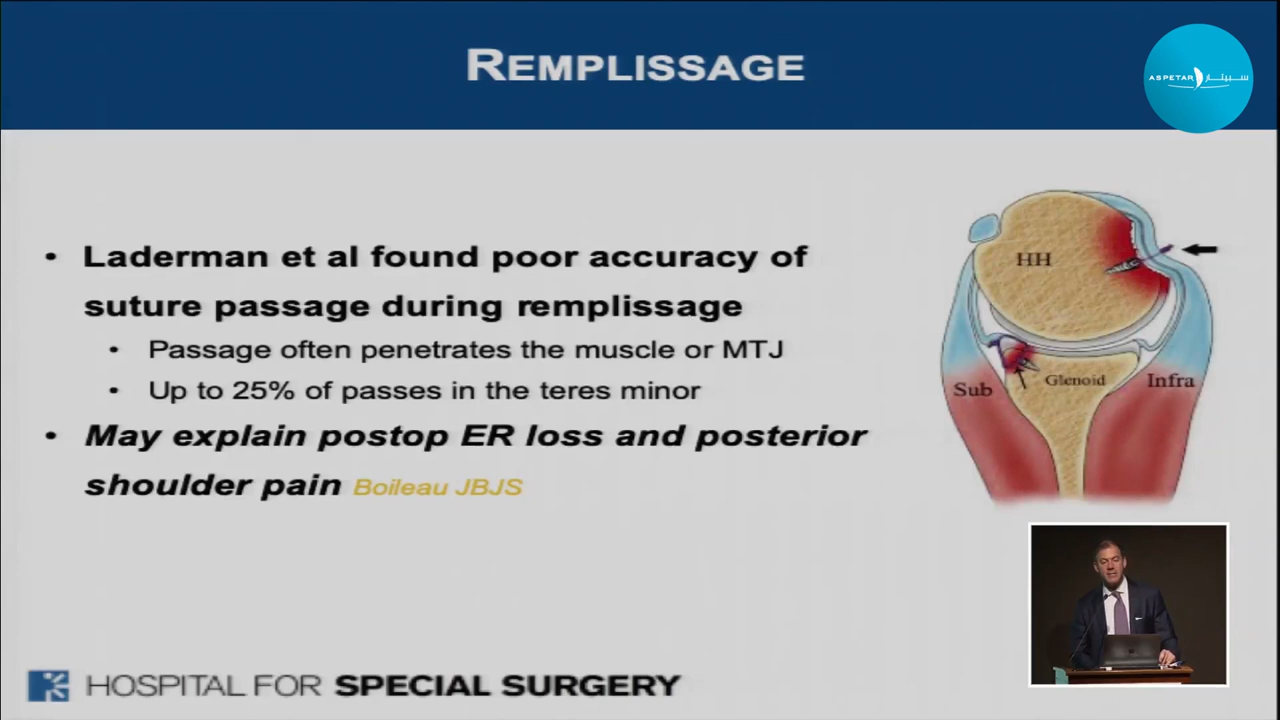 REMPLISSAGE
ASPETAR سبيتار
• Laderman et al found poor accuracy of
suture passage during remplissage
• Passage often penetrates the muscle or MTJ
• Up to 25% of passes in the teres minor
• May explain postop ER loss and posterior
shoulder pain Boileau JBJS
HH
Sub
Glenoid
Infra
HOSPITAL FOR SPECIAL SURGERY